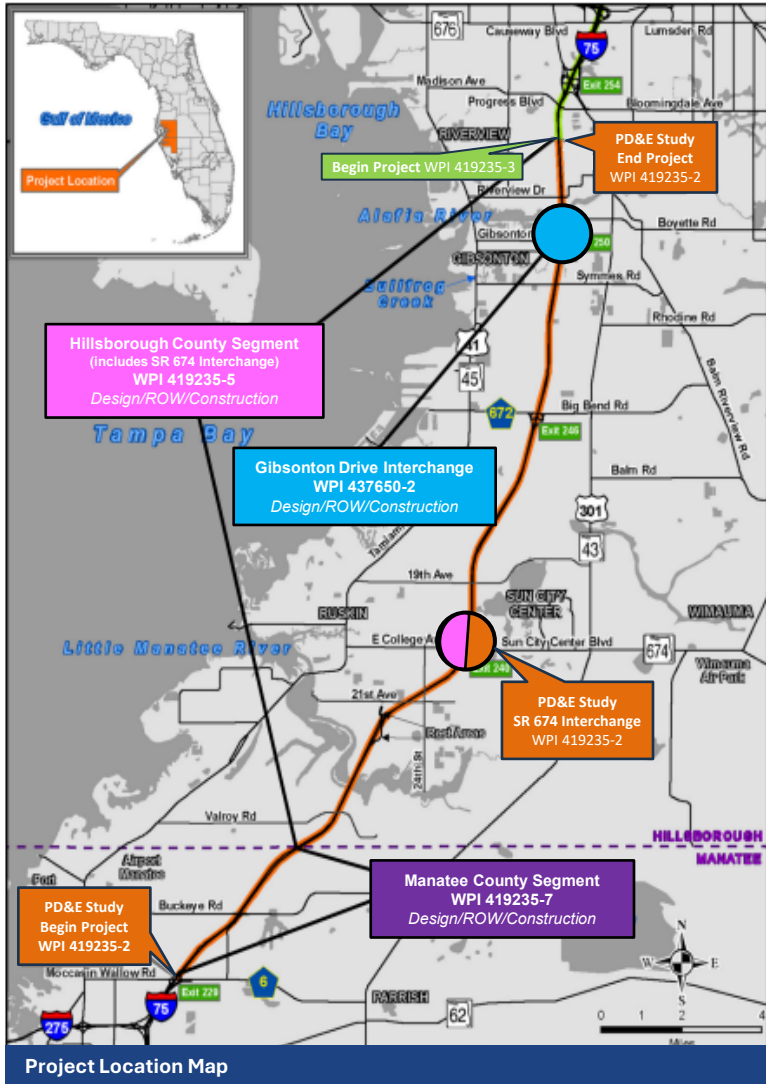 676
Causeway Blvd
Lumsden Rd
75
Exit 254
Madison Ave
Progress Blvd
Bloomingdale Ave
Hillsborough
Bay
RIVERVIEW
Gulf of Mexico
Project Location
Begin Project WPI 419235-3
PD&E Study
End Project
WPI 419235-2
Riverview Dr
Alafia River
Boyette Rd
Gibsonton
250
GIBSONTON
Symmes Rd
Bullfrog
Creek
Rhodine Rd
Hillsborough County Segment
(includes SR 674 Interchange)
WPI 419235-5
Design/ROW/Construction
41
45
Balm Riverview Rd
672
Big Bend Rd
Exit 246
Tampa Bay
Gibsonton Drive Interchange
WPI 437650-2
Design/ROW/Construction
Balm Rd
301
43
Tamiami
19th Ave
SUN CITY
CENTER
RUSKIN
WIMAUMA
Little Manatee River
E College A
Sun City Center Blvd
674
Wimauma
Air Park
Exit 240
21st Ave
PD&E Study
SR 674 Interchange
WPI 419235-2
Rest Areas
24th St
Valroy Rd
HILLSBOROUGH
MANATEE
Airport
Manatee
Port
Manatee County Segment
WPI 419235-7
Design/ROW/Construction
PD&E Study
Begin Project
WPI 419235-2
Buckeye Rd
N
W
E
S
Moccasin Wallow Rd
Exit 229
6
75
PARRISH
275
62
0 1 2 4
Miles
Project Location Map